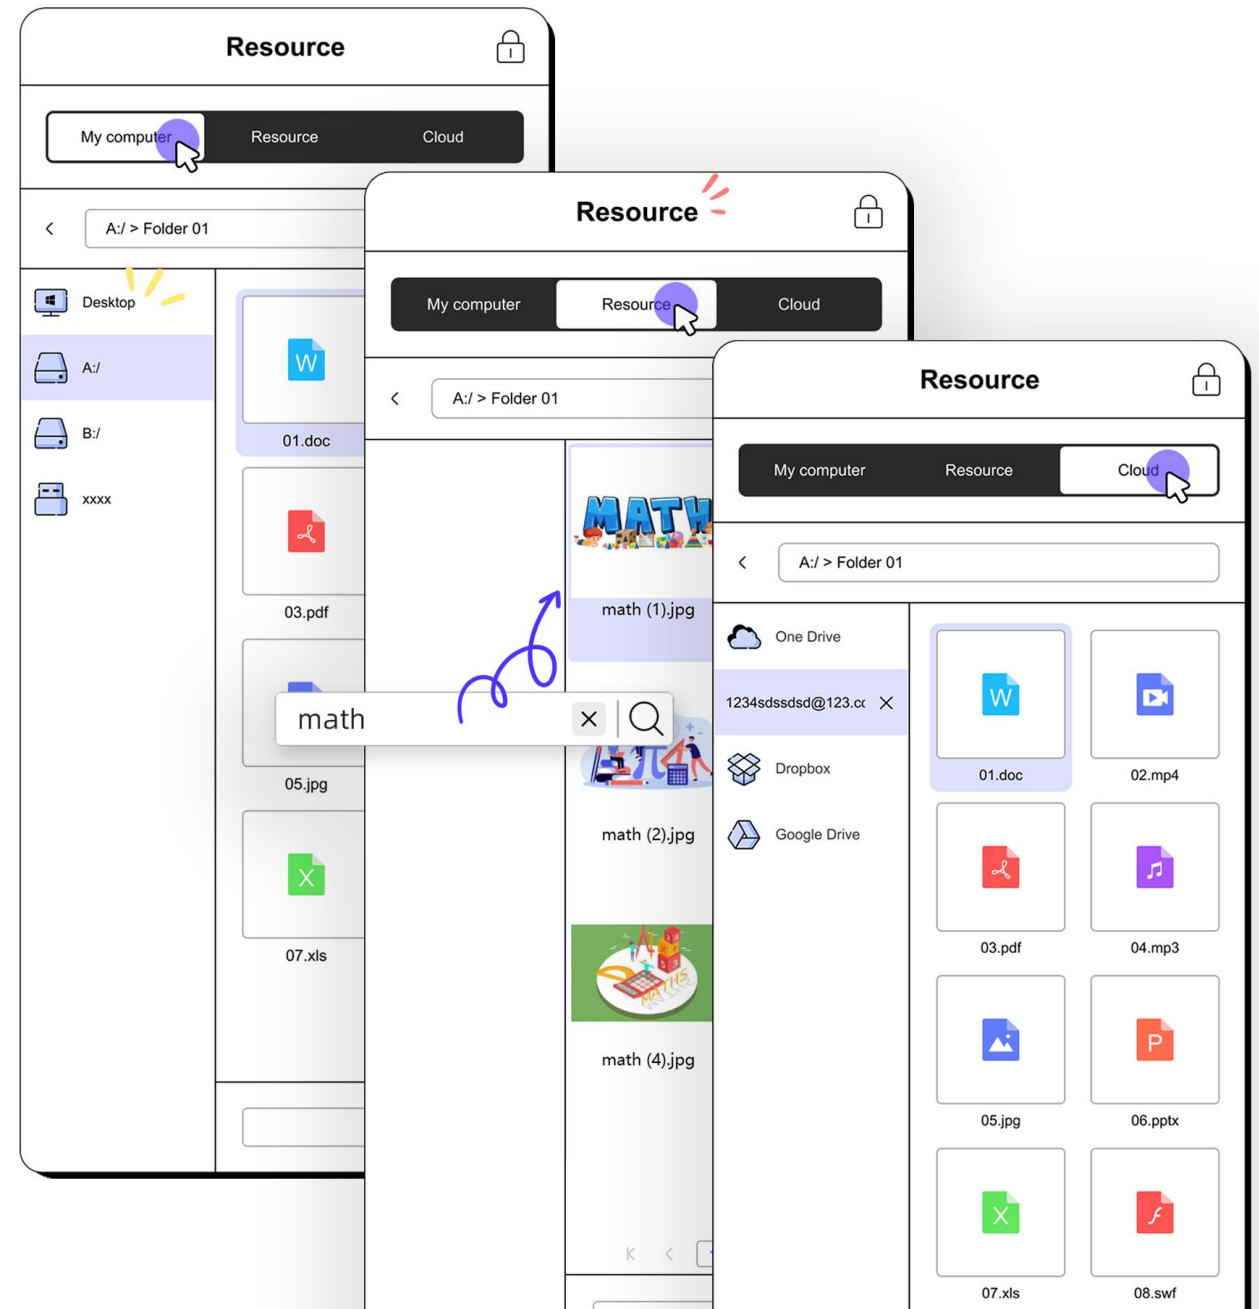 Resource
My computer
Resource
Cloud
A:/ > Folder 01
Desktop
A:/
B:/
xxxx
W
01.doc
03.pdf
05.jpg
X
07.xls
Resource
My computer
Resource
Cloud
A:/ > Folder 01
MATH
math (1).jpg
math
math (2).jpg
MATHS
math (4).jpg
Resource
My computer
Resource
Cloud
A:/ > Folder 01
One Drive
1234sdssdsd@123.cc
Dropbox
Google Drive
W
01.doc
02.mp4
03.pdf
04.mp3
05.jpg
P
06.pptx
X
07.xls
08.swf